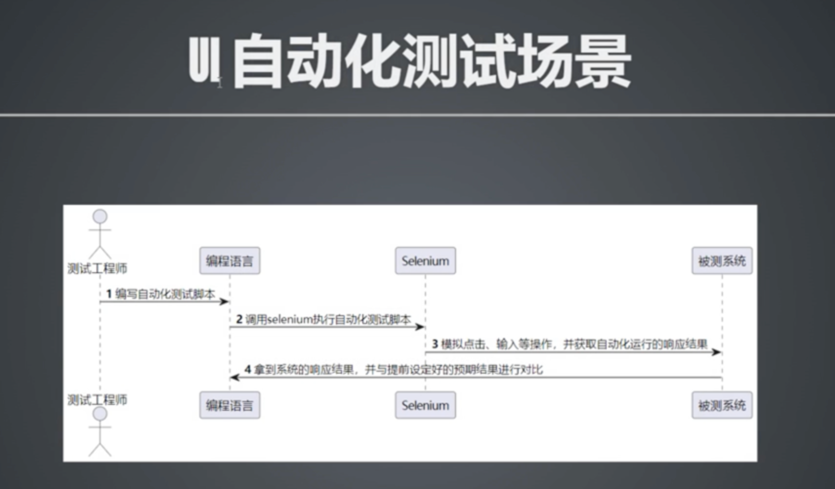 UI自动化测试场景
测试工程师
编程语言
Selenium
被测系统
1 编写自动化测试脚本
2 调用selenium执行自动化测试脚本
3 模拟点击、输入等操作，并获取自动化运行的响应结果
4 拿到系统的响应结果，并与提前设定好的预期结果进行对比
测试工程师
编程语言
Selenium
被测系统